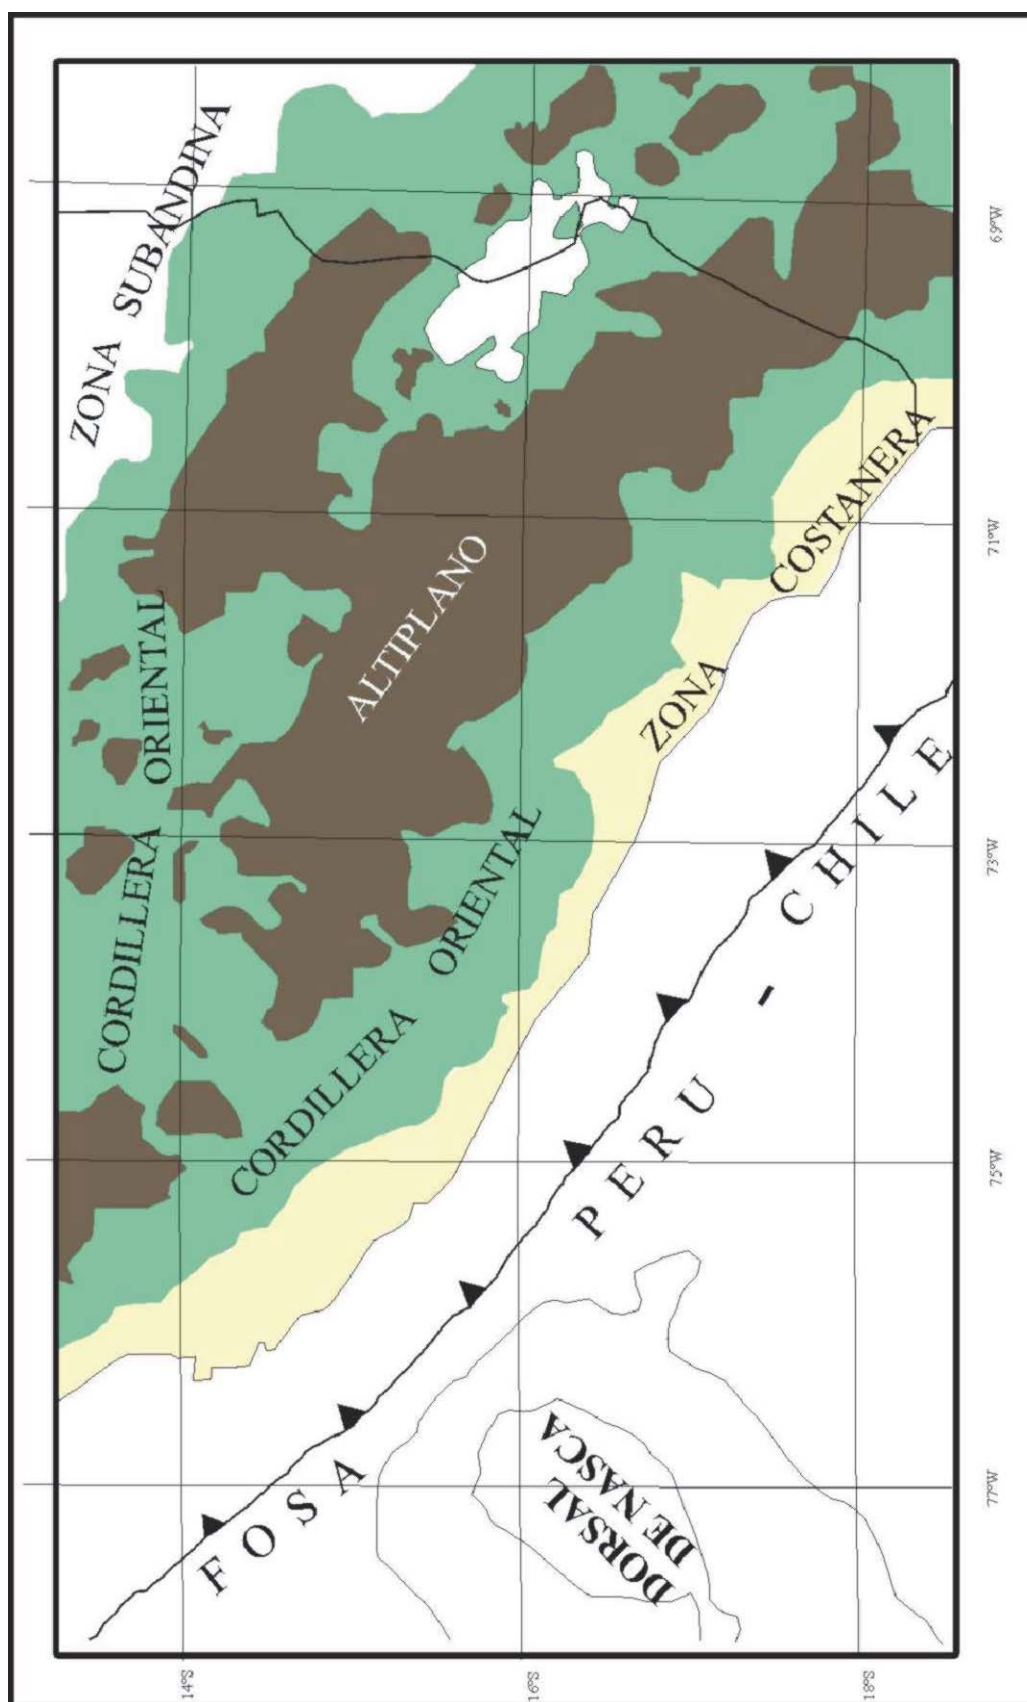 ZONA SUBANDINA
CORDILLERA ORIENTAL
ALTIPLANO
CORDILLERA ORIENTAL
ZONA COSTANERA
FOSA PERU - CHILE
DORSAL
DE NASCA
14°S
16°S
18°S
77°W
75°W
73°W
71°W
69°W